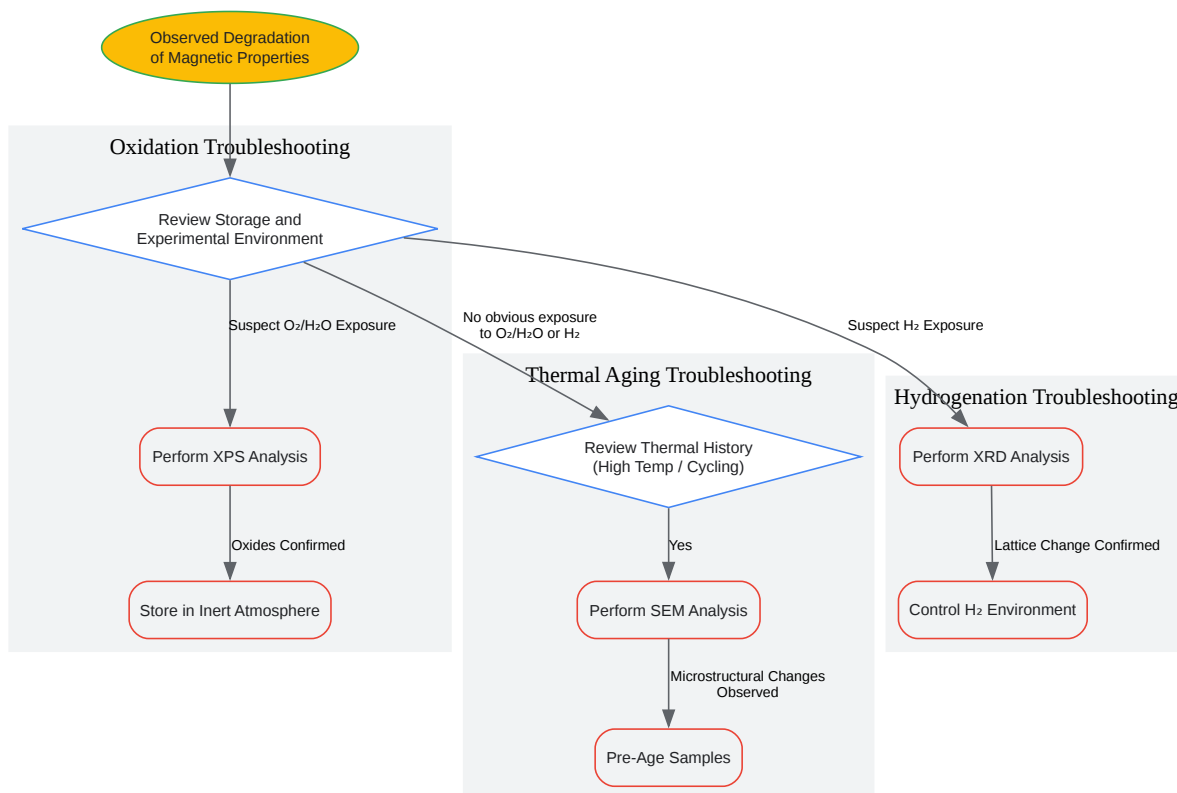 Observed Degradation
of Magnetic Properties
Oxidation Troubleshooting
Review Storage and
Experimental Environment
Suspect O₂/H₂O Exposure
No obvious exposure
to O₂/H₂O or H₂
Suspect H₂ Exposure
Thermal Aging Troubleshooting
Hydrogenation Troubleshooting
Review Thermal History
(High Temp / Cycling)
Perform XPS Analysis
Perform XRD Analysis
Oxides Confirmed
Yes
Lattice Change Confirmed
Store in Inert Atmosphere
Perform SEM Analysis
Control H₂ Environment
Microstructural Changes
Observed
Pre-Age Samples